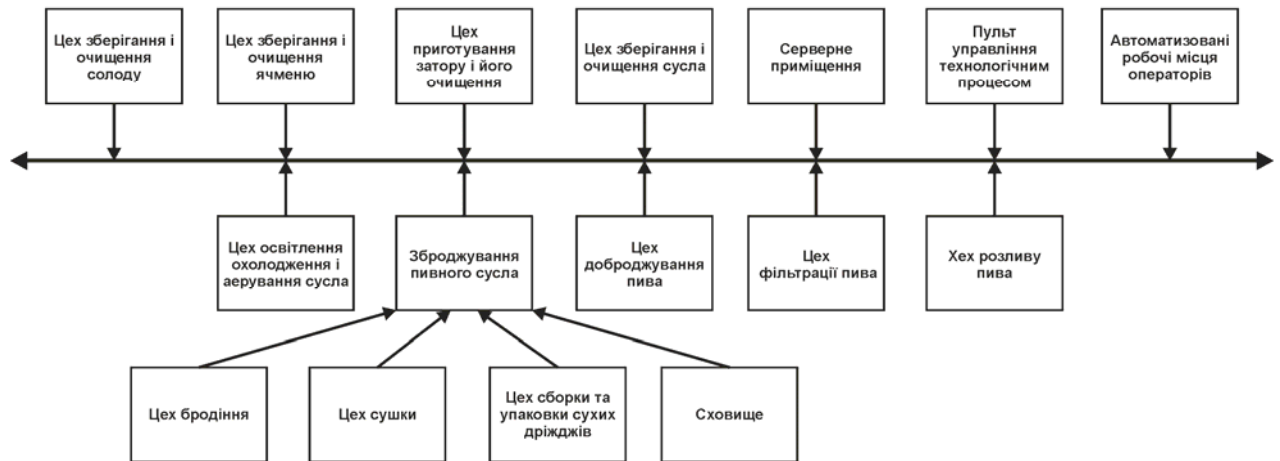 Цех зберігання і
очищення
солоду
Цех зберігання і
очищення
ячменю
Цех
приготування
затору і його
очищення
Цех зберігання і
очищення сусла
Серверне
приміщення
Пульт
управління
технологічним
процесом
Автоматизовані
робочі місця
операторів
Цех освітлення
охолодження і
аерування сусла
Зброджування
пивного сусла
Цех
доброджування
пива
Цех
фільтрації пива
Хех розливу
пива
Цех бродіння
Цех сушки
Цех сборки та
упаковки сухих
дріжджів
Сховище